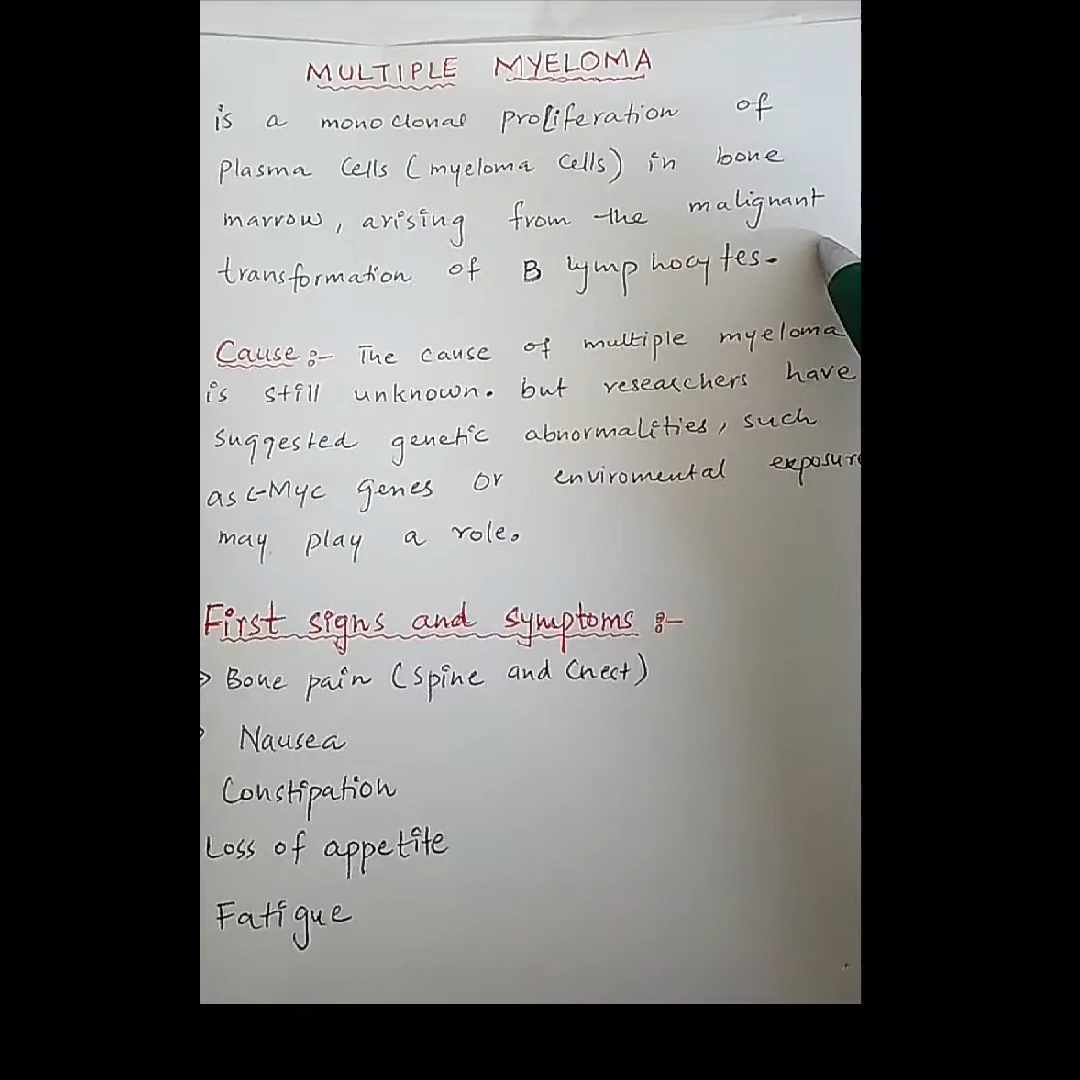 MULTIPLE MYELOMA
is a monoclonal proliferation of
plasma cells (myeloma cells) in bone
marrow, arising from the malignant
transformation of B lymphocytes.
Cause :- The cause of multiple myeloma
is still unknown. but researchers have
suggested genetic abnormalities, such
as c-Myc genes or enviromental exposure
may play a role.
First signs and symptoms :-
> Bone pain (spine and Chect)
Nausea
Constipation
Loss of appetite
Fatigue